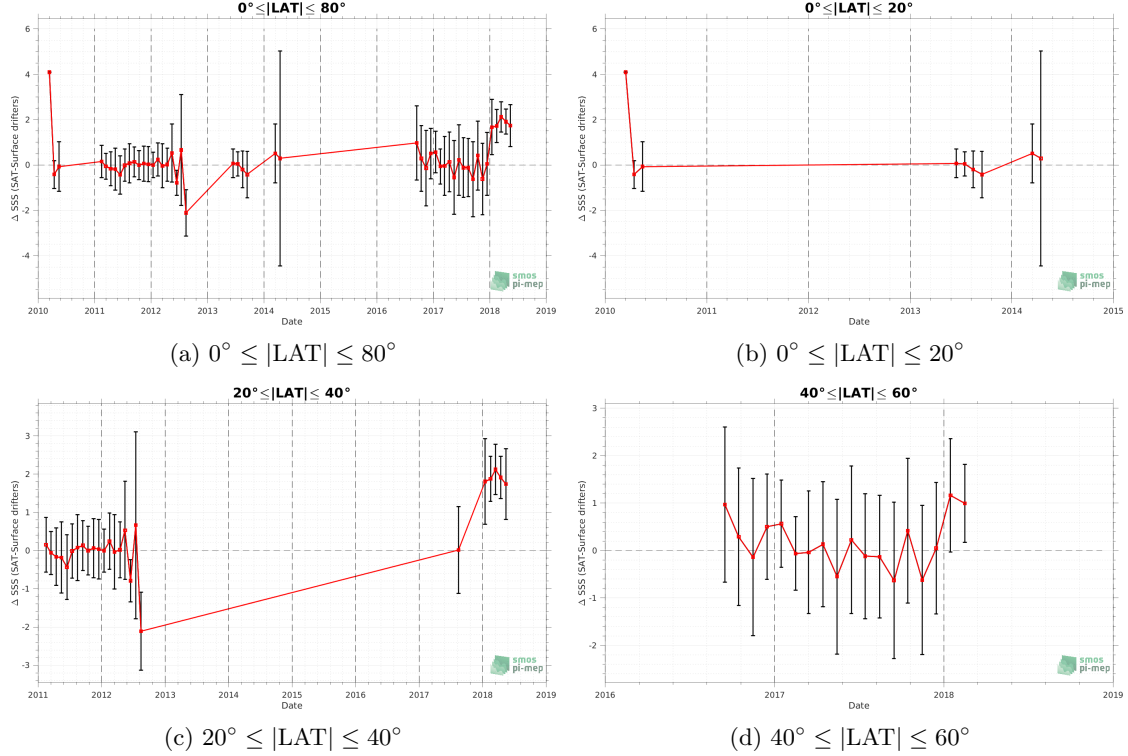 0°≤|LAT|≤ 80°
Δ SSS (SAT-Surface drifters)
6
4
2
0
-2
-4
smos
pi-mep
2010 2011 2012 2013 2014 2015 2016 2017 2018 2019
Date
(a) 0° ≤ |LAT| ≤ 80°
0°≤|LAT|≤ 20°
Δ SSS (SAT-Surface drifters)
6
4
2
0
-2
-4
smos
pi-mep
2010 2011 2012 2013 2014 2015
Date
(b) 0° ≤ |LAT| ≤ 20°
20°≤|LAT|≤ 40°
Δ SSS (SAT-Surface drifters)
3
2
1
0
-1
-2
-3
smos
pi-mep
2011 2012 2013 2014 2015 2016 2017 2018 2019
Date
(c) 20° ≤ |LAT| ≤ 40°
40°≤|LAT|≤ 60°
Δ SSS (SAT-Surface drifters)
3
2
1
0
-1
-2
smos
pi-mep
2016 2017 2018 2019
Date
(d) 40° ≤ |LAT| ≤ 60°